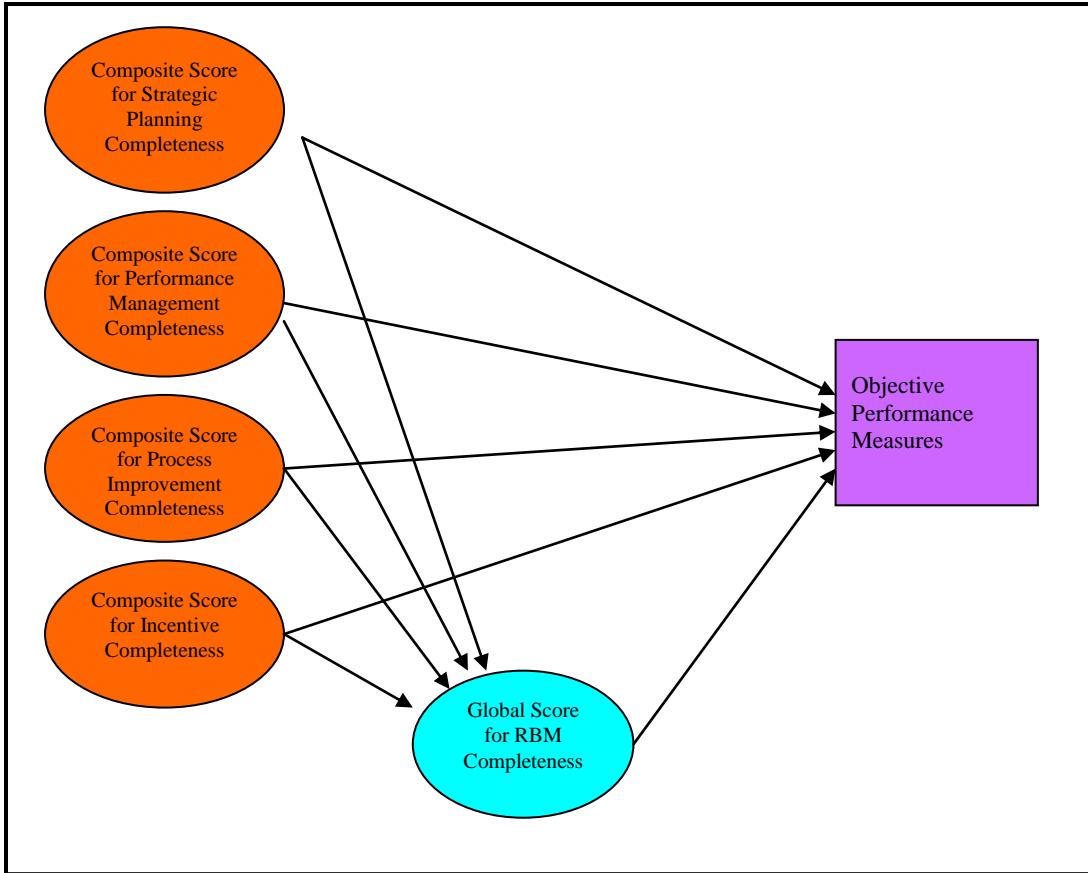 Composite Score
for Strategic
Planning
Completeness
Composite Score
for Performance
Management
Completeness
Composite Score
for Process
Improvement
Completeness
Composite Score
for Incentive
Completeness
Objective
Performance
Measures
Global Score
for RBM
Completeness